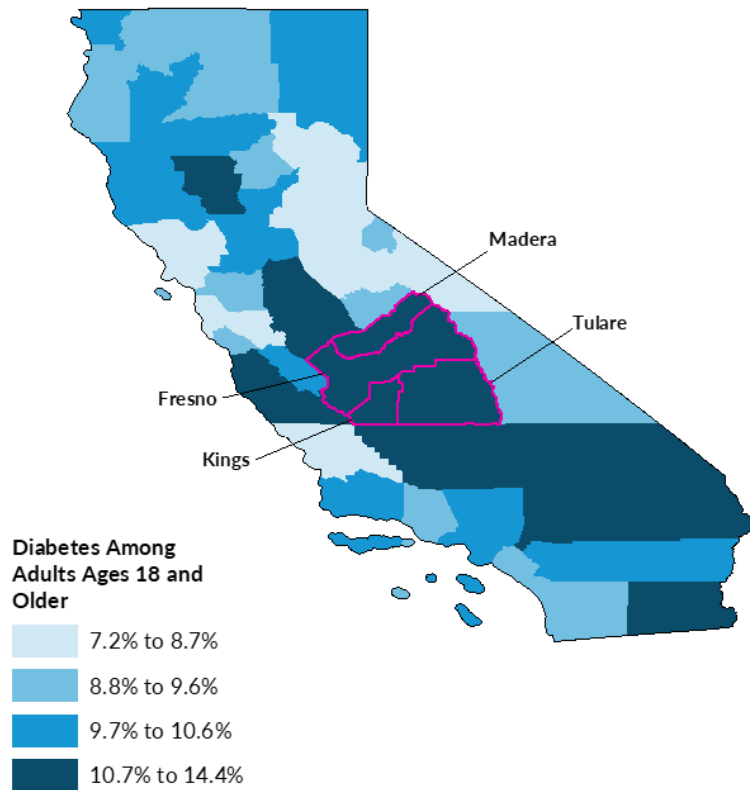 Madera
Tulare
Fresno
Kings
Diabetes Among
Adults Ages 18 and
Older
7.2% to 8.7%
8.8% to 9.6%
9.7% to 10.6%
10.7% to 14.4%